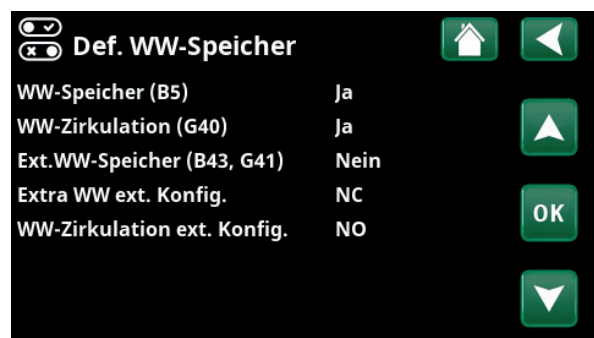 Def. WW-Speicher
WW-Speicher (B5) Ja
WW-Zirkulation (G40) Ja
Ext.WW-Speicher (B43, G41) Nein
Extra WW ext. Konfig. NC
WW-Zirkulation ext. Konfig. NO
OK